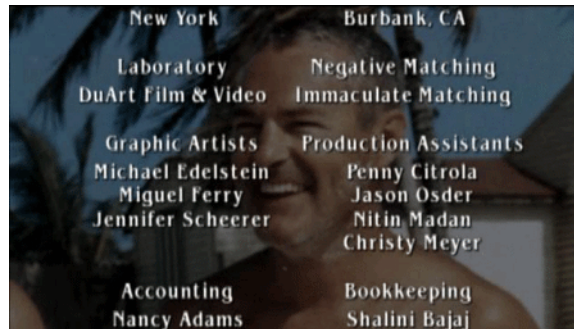 New York
Burbank, CA
Laboratory
DuArt Film & Video
Negative Matching
Immaculate Matching
Graphic Artists
Michael Edelstein
Miguel Ferry
Jennifer Scheerer
Production Assistants
Penny Citrola
Jason Osder
Nitin Madan
Christy Meyer
Accounting
Nancy Adams
Bookkeeping
Shalini Bajaj